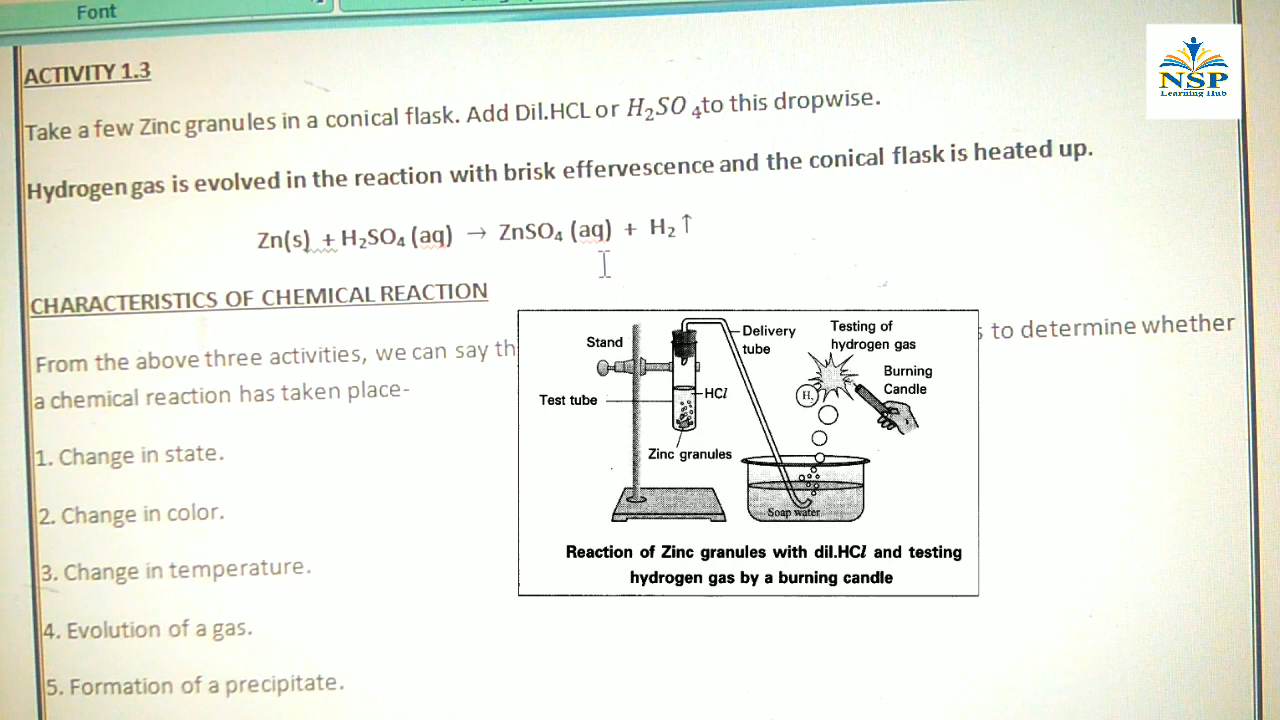 Font
NSP
Learning Hub
ACTIVITY 1.3
Take a few Zinc granules in a conical flask. Add Dil.HCL or H₂SO ₄to this dropwise.
Hydrogen gas is evolved in the reaction with brisk effervescence and the conical flask is heated up.
Zn(s) + H₂SO₄ (aq) → ZnSO₄ (aq) + H₂ ↑
CHARACTERISTICS OF CHEMICAL REACTION
From the above three activities, we can say th
s to determine whether
a chemical reaction has taken place-
1. Change in state.
2. Change in color.
3. Change in temperature.
4. Evolution of a gas.
5. Formation of a precipitate.
Stand
Delivery
tube
Testing of
hydrogen gas
Burning
Candle
H₂
HCl
Test tube
Zinc granules
Soap water
Reaction of Zinc granules with dil.HCl and testing
hydrogen gas by a burning candle